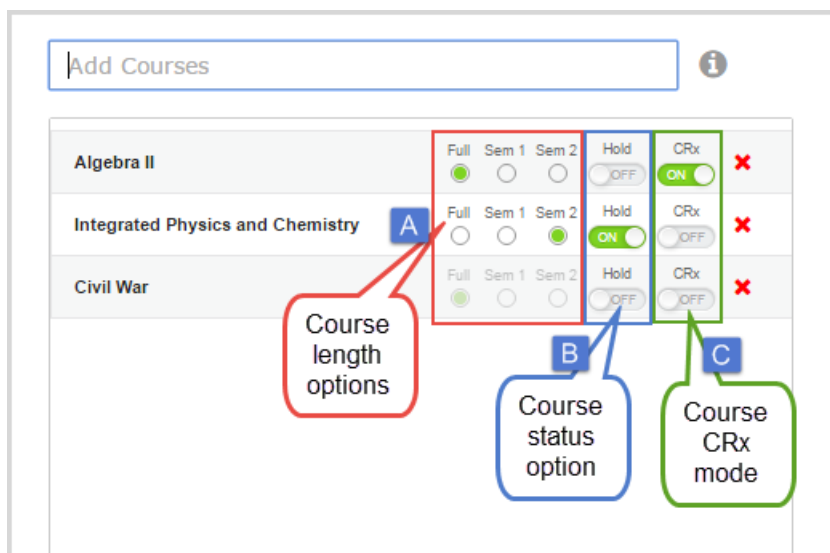 Add Courses
Full Sem 1 Sem 2 Hold CRx
Algebra II
OFF ON
Full Sem 1 Sem 2 Hold CRx
Integrated Physics and Chemistry
A
ON OFF
Full Sem 1 Sem 2 Hold CRx
Civil War
OFF OFF
Course
length
options
B
Course
status
option
C
Course
CRx
mode